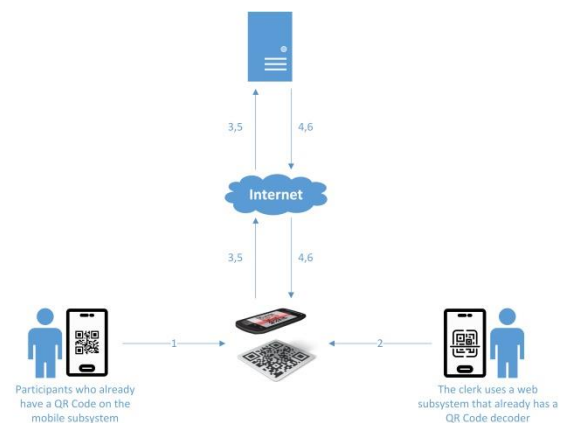 3,5
4,6
Internet
3,5
4,6
1
2
Participants who already
have a QR Code on the
mobile subsystem
The clerk uses a web
subsystem that already has a
QR Code decoder